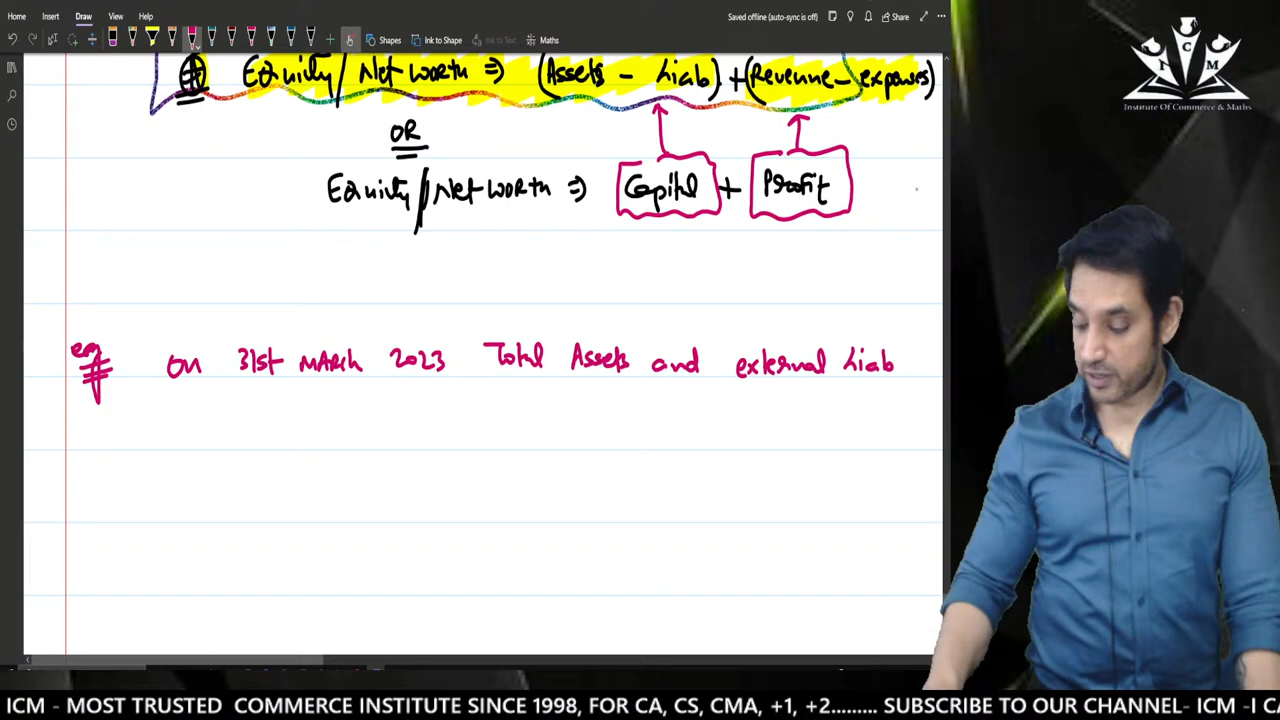 Home Insert Draw View Help Saved offline (auto-sync is off) Share
Shapes Ink to Shape Ink to Text Maths
Equity / Net Worth ⇒ (Assets - Liab) + (Revenue - expenses)
OR
Equity / Net Worth ⇒ Capital + Profit
eg On 31st March 2023 Total Assets and external Liab
I C M
Institute Of Commerce & Maths
ICM - MOST TRUSTED COMMERCE INSTITUTE SINCE 1998, FOR CA, CS, CMA, +1, +2......... SUBSCRIBE TO OUR CHANNEL- ICM -I CA